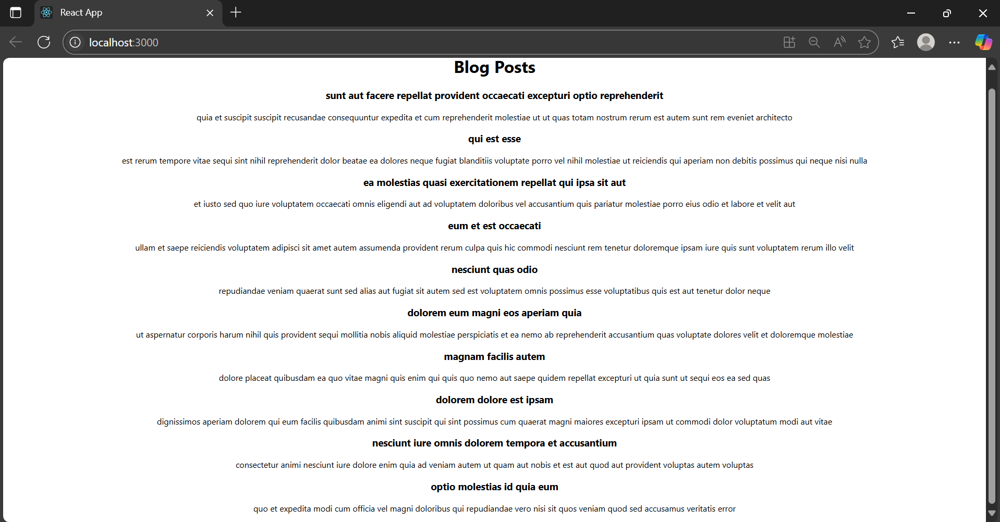 React App
localhost:3000
Blog Posts
sunt aut facere repellat provident occaecati excepturi optio reprehenderit
quia et suscipit suscipit recusandae consequuntur expedita et cum reprehenderit molestiae ut ut quas totam nostrum rerum est autem sunt rem eveniet architecto
qui est esse
est rerum tempore vitae sequi sint nihil reprehenderit dolor beatae ea dolores neque fugiat blanditiis voluptate porro vel nihil molestiae ut reiciendis qui aperiam non debitis possimus qui neque nisi nulla
ea molestias quasi exercitationem repellat qui ipsa sit aut
et iusto sed quo iure voluptatem occaecati omnis eligendi aut ad voluptatem doloribus vel accusantium quis pariatur molestiae porro eius odio et labore et velit aut
eum et est occaecati
ullam et saepe reiciendis voluptatem adipisci sit amet autem assumenda provident rerum culpa quis hic commodi nesciunt rem tenetur doloremque ipsam iure quis sunt voluptatem rerum illo velit
nesciunt quas odio
repudiandae veniam quaerat sunt sed alias aut fugiat sit autem sed est voluptatem omnis possimus esse voluptatibus quis est aut tenetur dolor neque
dolorem eum magni eos aperiam quia
ut aspernatur corporis harum nihil quis provident sequi mollitia nobis aliquid molestiae perspiciatis et ea nemo ab reprehenderit accusantium quas voluptate dolores velit et doloremque molestiae
magnam facilis autem
dolore placeat quibusdam ea quo vitae magni quis enim qui quis quo nemo aut saepe quidem repellat excepturi ut quia sunt ut sequi eos ea sed quas
dolorem dolore est ipsam
dignissimos aperiam dolorem qui eum facilis quibusdam animi sint suscipit qui sint possimus cum quaerat magni maiores excepturi ipsam ut commodi dolor voluptatum modi aut vitae
nesciunt iure omnis dolorem tempora et accusantium
consectetur animi nesciunt iure dolore enim quia ad veniam autem ut quam aut nobis et est aut quod aut provident voluptas autem voluptas
optio molestias id quia eum
quo et expedita modi cum officia vel magni doloribus qui repudiandae vero nisi sit quos veniam quod sed accusamus veritatis error